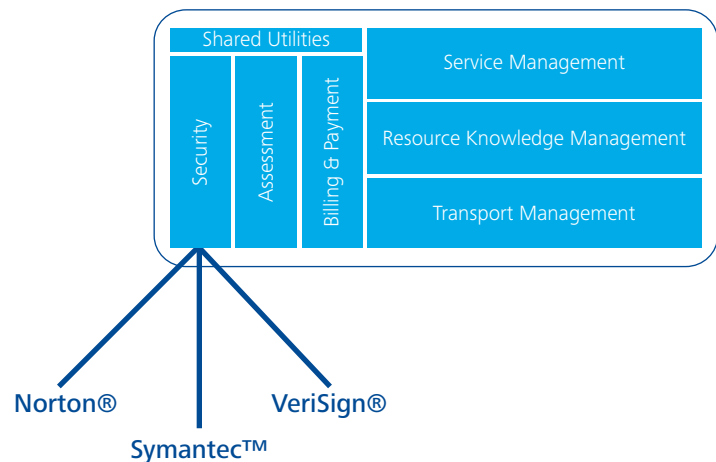 Shared Utilities
Security
Assessment
Billing & Payment
Service Management
Resource Knowledge Management
Transport Management
Norton®
VeriSign®
Symantec™